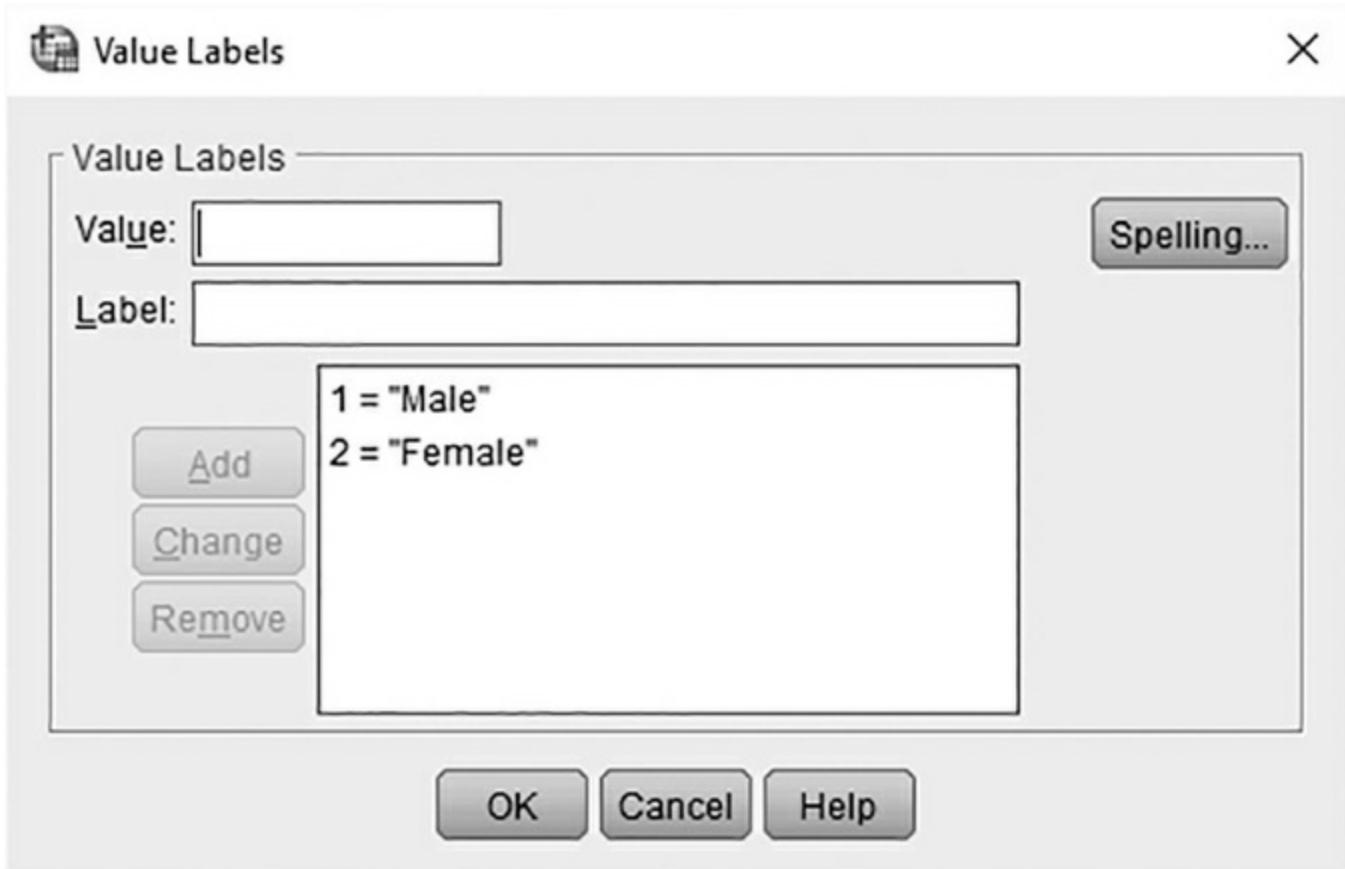 Value Labels
Value Labels
Value:
Spelling...
Label:
1 = "Male"
2 = "Female"
Add
Change
Remove
OK Cancel Help